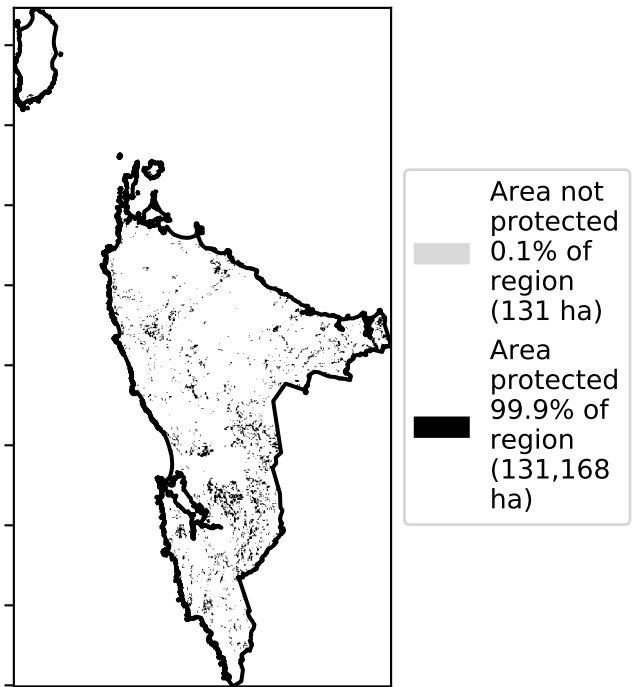 Area not
protected
0.1% of
region
(131 ha)
Area
protected
99.9% of
region
(131,168
ha)